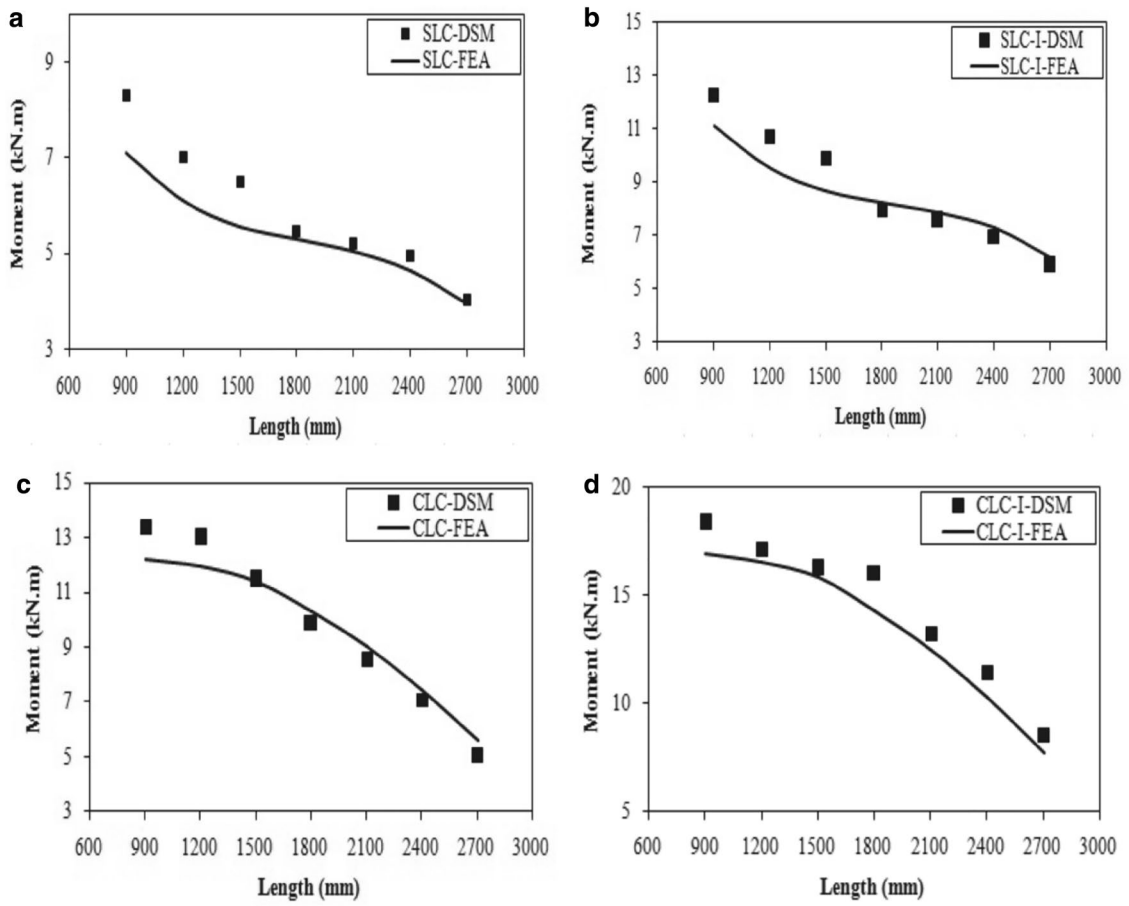 a
SLC-DSM
SLC-FEA
9
7
5
3
Moment (kN.m)
600 900 1200 1500 1800 2100 2400 2700 3000
Length (mm)
b
SLC-I-DSM
SLC-I-FEA
15
13
11
9
7
5
3
Moment (kN.m)
600 900 1200 1500 1800 2100 2400 2700 3000
Length (mm)
c
CLC-DSM
CLC-FEA
15
13
11
9
7
5
3
Moment (kN.m)
600 900 1200 1500 1800 2100 2400 2700 3000
Length (mm)
d
CLC-I-DSM
CLC-I-FEA
20
15
10
5
Moment (kN.m)
600 900 1200 1500 1800 2100 2400 2700 3000
Length (mm)